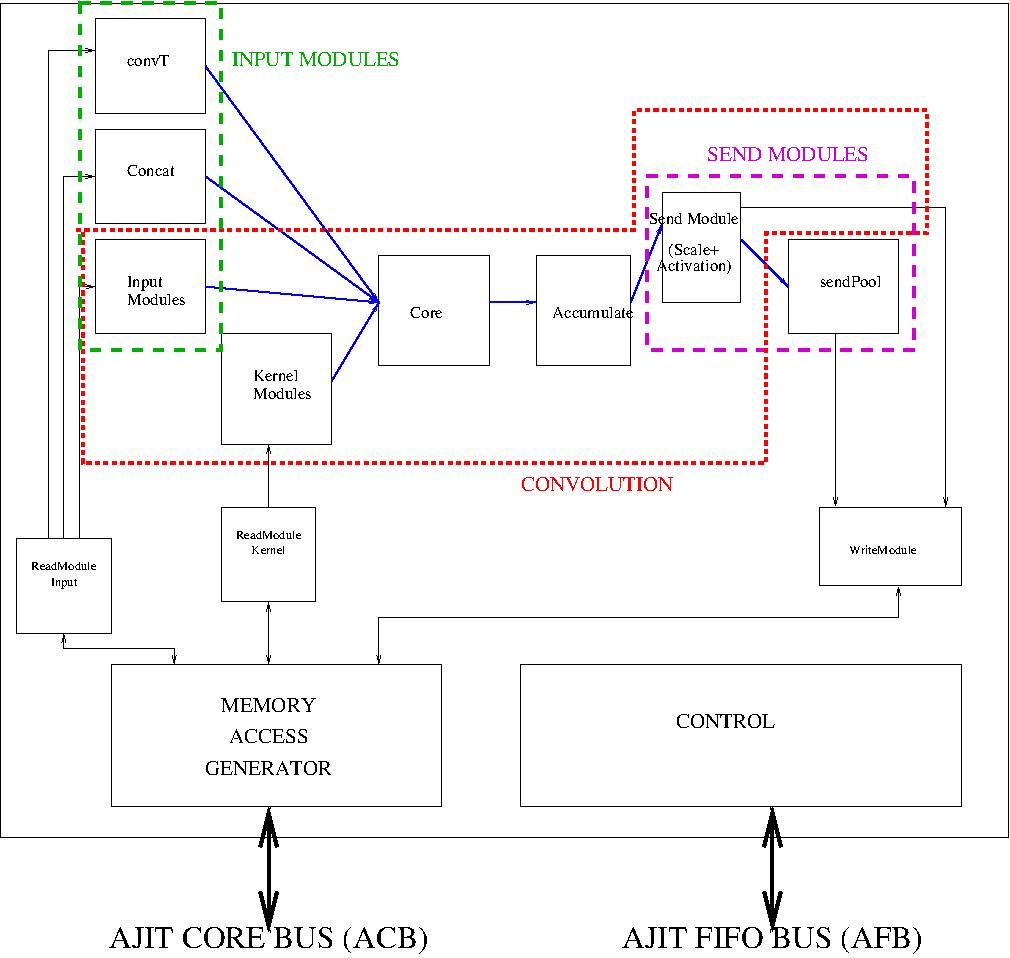 convT
INPUT MODULES
Concat
SEND MODULES
Send Module
(Scale+
Activation)
Input
Modules
sendPool
Core
Accumulate
Kernel
Modules
CONVOLUTION
ReadModule
Kernel
ReadModule
Input
WriteModule
MEMORY
ACCESS
GENERATOR
CONTROL
AJIT CORE BUS (ACB)
AJIT FIFO BUS (AFB)